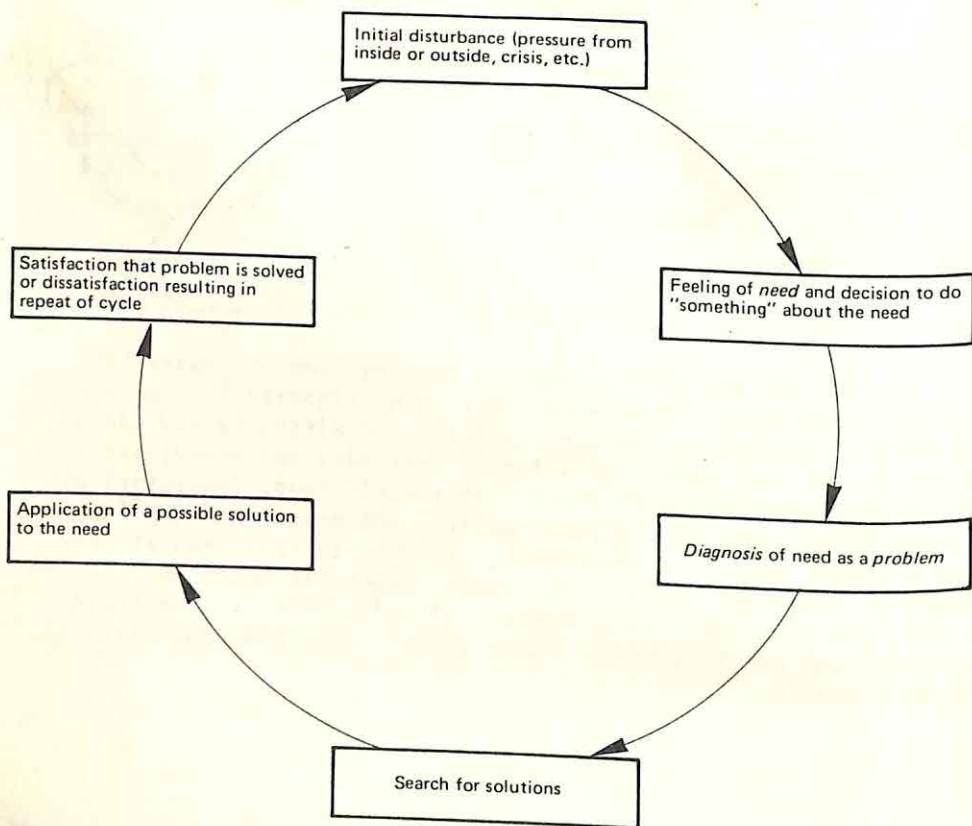 Initial disturbance (pressure from
inside or outside, crisis, etc.)
Feeling of need and decision to do
"something" about the need
Diagnosis of need as a problem
Search for solutions
Application of a possible solution
to the need
Satisfaction that problem is solved
or dissatisfaction resulting in
repeat of cycle